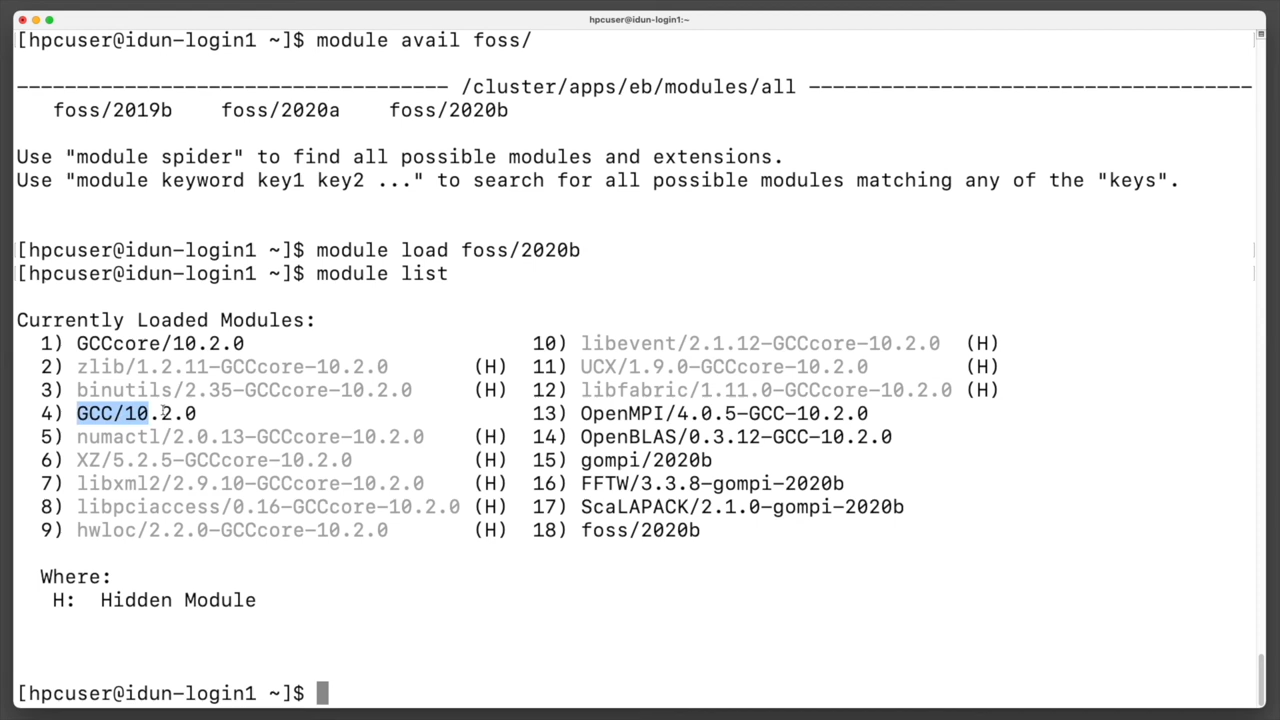 hpcuser@idun-login1:~
[hpcuser@idun-login1 ~]$ module avail foss/
------------------------------------ /cluster/apps/eb/modules/all -------------------------------------
foss/2019b    foss/2020a    foss/2020b
Use "module spider" to find all possible modules and extensions.
Use "module keyword key1 key2 ..." to search for all possible modules matching any of the "keys".
[hpcuser@idun-login1 ~]$ module load foss/2020b
[hpcuser@idun-login1 ~]$ module list
Currently Loaded Modules:
1) GCCcore/10.2.0    10) libevent/2.1.12-GCCcore-10.2.0 (H)
2) zlib/1.2.11-GCCcore-10.2.0 (H)    11) UCX/1.9.0-GCCcore-10.2.0 (H)
3) binutils/2.35-GCCcore-10.2.0 (H)    12) libfabric/1.11.0-GCCcore-10.2.0 (H)
4) GCC/10.2.0    13) OpenMPI/4.0.5-GCC-10.2.0
5) numactl/2.0.13-GCCcore-10.2.0 (H)    14) OpenBLAS/0.3.12-GCC-10.2.0
6) XZ/5.2.5-GCCcore-10.2.0 (H)    15) gompi/2020b
7) libxml2/2.9.10-GCCcore-10.2.0 (H)    16) FFTW/3.3.8-gompi-2020b
8) libpciaccess/0.16-GCCcore-10.2.0 (H)    17) ScaLAPACK/2.1.0-gompi-2020b
9) hwloc/2.2.0-GCCcore-10.2.0 (H)    18) foss/2020b
Where:
H: Hidden Module
[hpcuser@idun-login1 ~]$